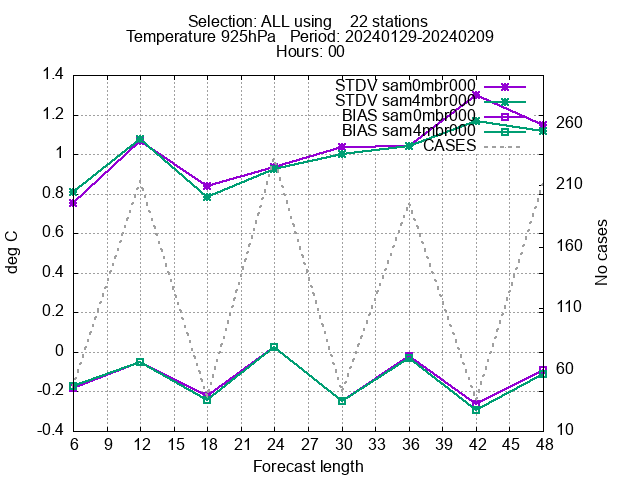 Selection: ALL using    22 stations
Temperature 925hPa   Period: 20240129-20240209
Hours: 00
STDV sam0mbr000
STDV sam4mbr000
BIAS sam0mbr000
BIAS sam4mbr000
CASES
1.4
1.2
1
0.8
0.6
0.4
0.2
0
-0.2
-0.4
deg C
260
210
160
110
60
10
No cases
6 9 12 15 18 21 24 27 30 33 36 39 42 45 48
Forecast length